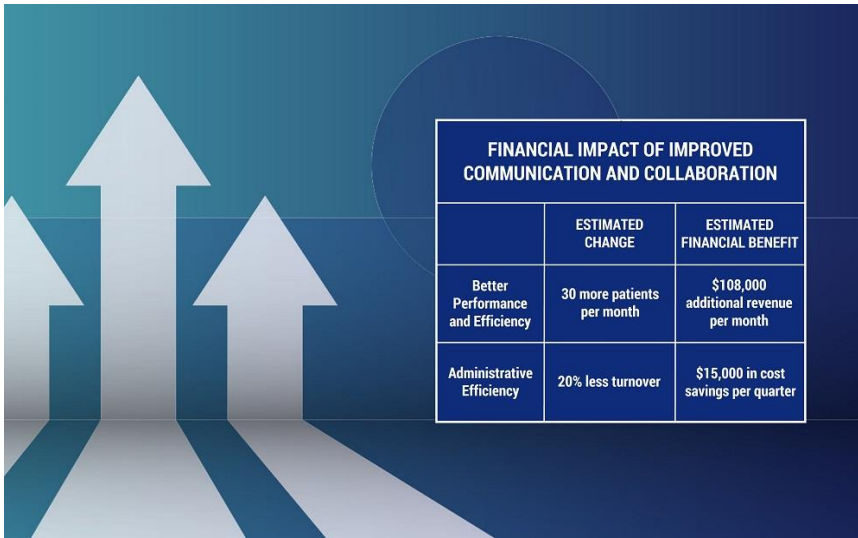 FINANCIAL IMPACT OF IMPROVED
COMMUNICATION AND COLLABORATION
ESTIMATED
CHANGE
ESTIMATED
FINANCIAL BENEFIT
Better
Performance
and Efficiency
30 more patients
per month
$108,000
additional revenue
per month
Administrative
Efficiency
20% less turnover
$15,000 in cost
savings per quarter